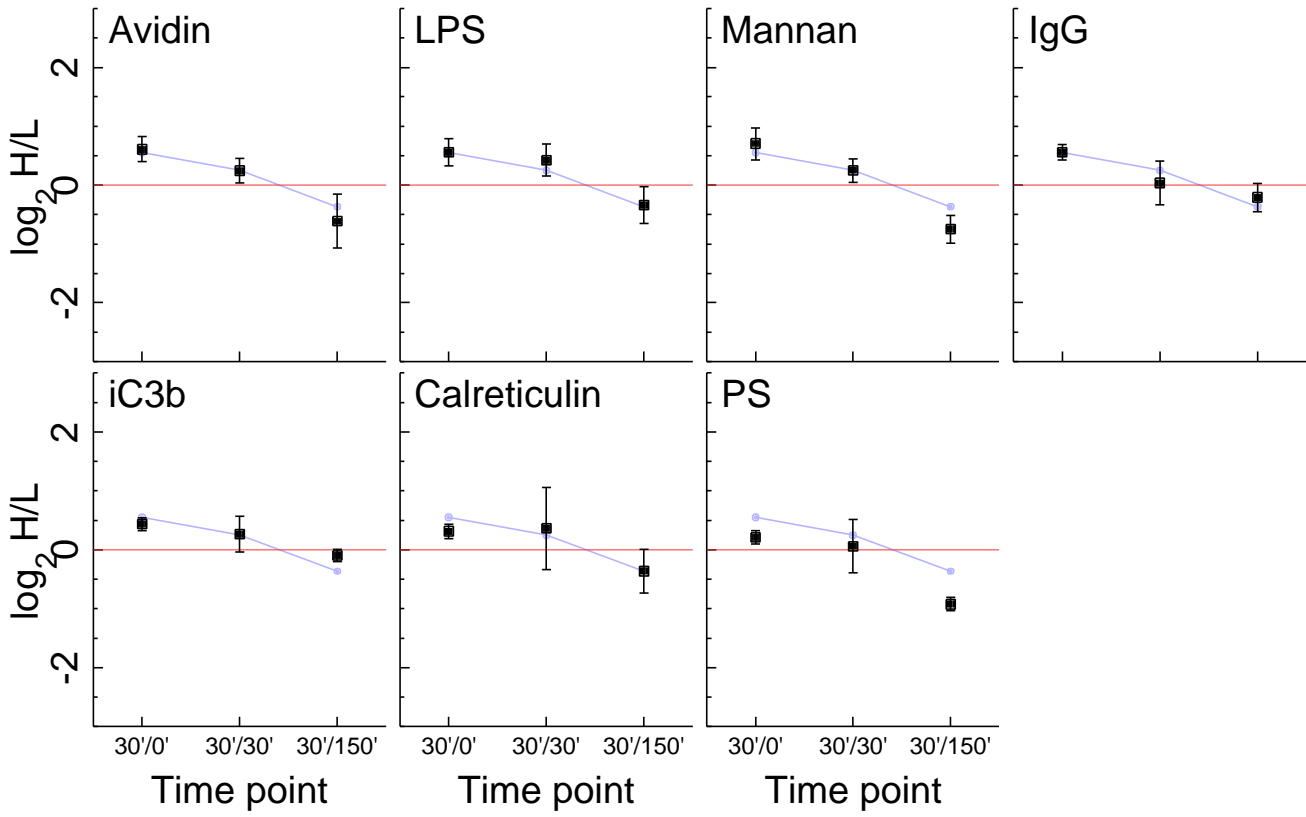 Avidin
LPS
Mannan
IgG
log2 H/L
2
0
-2
iC3b
Calreticulin
PS
log2 H/L
2
0
-2
30'/0' 30'/30' 30'/150'
30'/0' 30'/30' 30'/150'
30'/0' 30'/30' 30'/150'
Time point
Time point
Time point